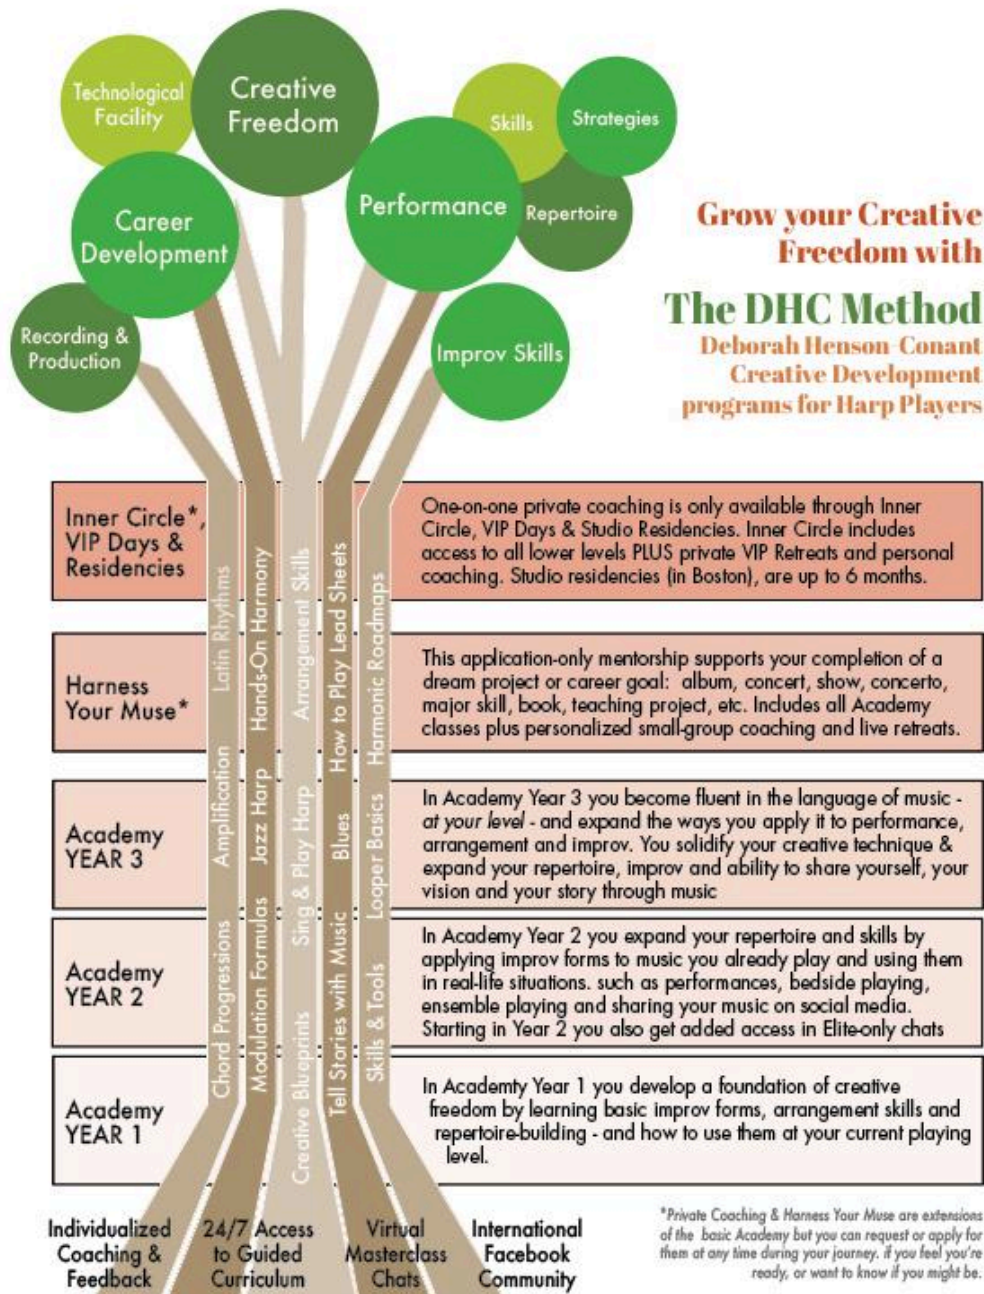 Technological
Facility
Creative
Freedom
Skills
Strategies
Career
Development
Performance
Repertoire
Recording &
Production
Improv Skills
Grow your Creative
Freedom with
The DHC Method
Deborah Henson-Conant
Creative Development
programs for Harp Players
Inner Circle*,
VIP Days &
Residencies
One-on-one private coaching is only available through Inner
Circle, VIP Days & Studio Residencies. Inner Circle includes
access to all lower levels PLUS private VIP Retreats and personal
coaching. Studio residencies (in Boston), are up to 6 months.
Harness
Your Muse*
This application-only mentorship supports your completion of a
dream project or career goal: album, concert, show, concerto,
major skill, book, teaching project, etc. Includes all Academy
classes plus personalized small-group coaching and live retreats.
Academy
YEAR 3
In Academy Year 3 you become fluent in the language of music -
at your level - and expand the ways you apply it to performance,
arrangement and improv. You solidify your creative technique &
expand your repertoire, improv and ability to share yourself, your
vision and your story through music
Academy
YEAR 2
In Academy Year 2 you expand your repertoire and skills by
applying improv forms to music you already play and using them
in real-life situations. such as performances, bedside playing,
ensemble playing and sharing your music on social media.
Starting in Year 2 you also get added access in Elite-only chats
Academy
YEAR 1
In Academty Year 1 you develop a foundation of creative
freedom by learning basic improv forms, arrangement skills and
repertoire-building - and how to use them at your current playing
level.
Chord Progressions Amplification Latin Rhythms
Modulation Formulas Jazz Harp Hands-On Harmony
Creative Blueprints Sing & Play Harp Arrangement Skills
Tell Stories with Music Blues How to Play Lead Sheets
Skills & Tools Looper Basics Harmonic Roadmaps
Individualized
Coaching &
Feedback
24/7 Access
to Guided
Curriculum
Virtual
Masterclass
Chats
International
Facebook
Community
*Private Coaching & Harness Your Muse are extensions
of the basic Academy but you can request or apply for
them at any time during your journey. if you feel you're
ready, or want to know if you might be.